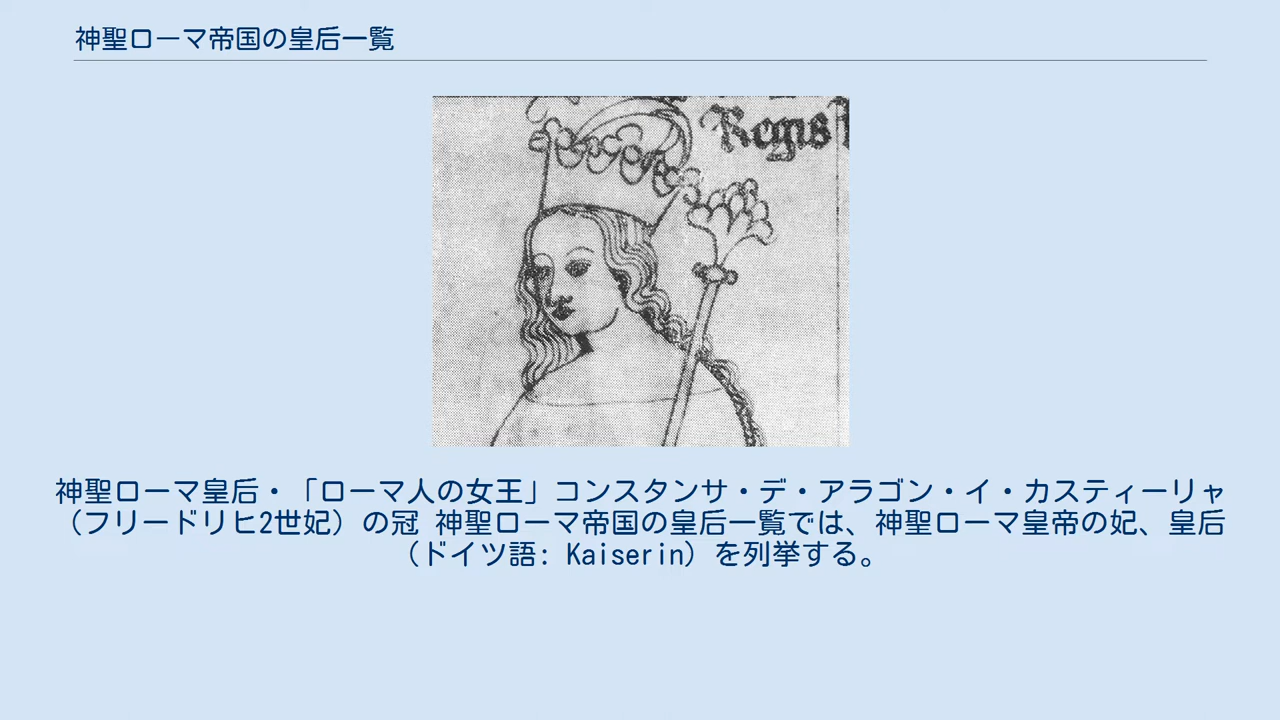 神聖ローマ帝国の皇后一覧
Regis
神聖ローマ皇后・「ローマ人の女王」コンスタンサ・デ・アラゴン・イ・カスティーリャ
（フリードリヒ2世妃）の冠 神聖ローマ帝国の皇后一覧では、神聖ローマ皇帝の妃、皇后
（ドイツ語: Kaiserin）を列挙する。